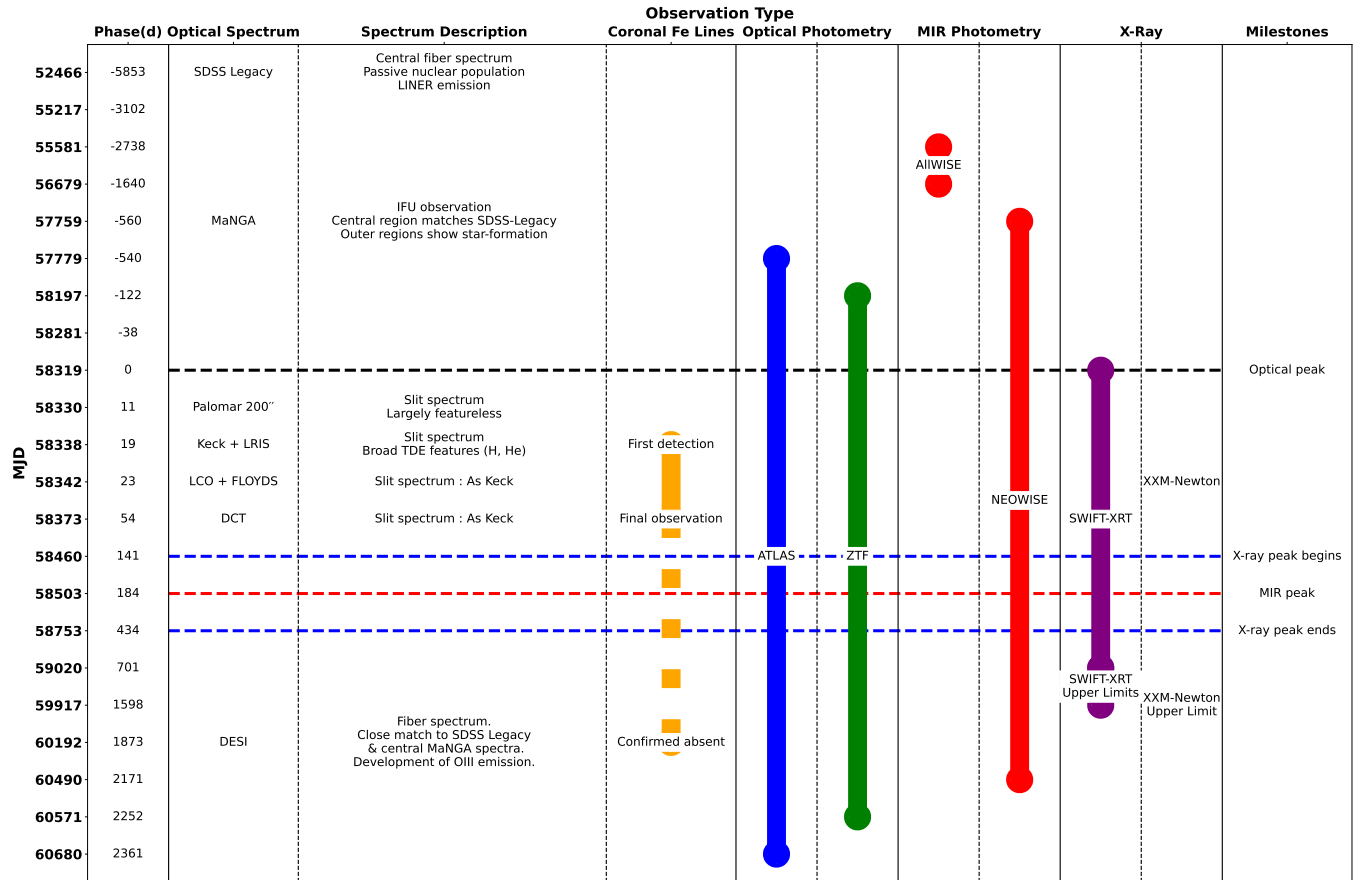 Observation Type
Phase(d) Optical Spectrum Spectrum Description Coronal Fe Lines Optical Photometry MIR Photometry X-Ray Milestones
MJD
52466 -5853 SDSS Legacy
Central fiber spectrum
Passive nuclear population
LINER emission
55217 -3102
55581 -2738
AllWISE
56679 -1640
57759 -560 MaNGA
IFU observation
Central region matches SDSS-Legacy
Outer regions show star-formation
57779 -540
58197 -122
58281 -38
58319 0 Optical peak
58330 11 Palomar 200′′
Slit spectrum
Largely featureless
58338 19 Keck + LRIS
Slit spectrum
Broad TDE features (H, He)
First detection
58342 23 LCO + FLOYDS Slit spectrum : As Keck XXM-Newton
NEOWISE
58373 54 DCT Slit spectrum : As Keck Final observation SWIFT-XRT
58460 141 ATLAS ZTF X-ray peak begins
58503 184 MIR peak
58753 434 X-ray peak ends
59020 701
SWIFT-XRT
Upper Limits
59917 1598
XXM-Newton
Upper Limit
60192 1873 DESI
Fiber spectrum.
Close match to SDSS Legacy
& central MaNGA spectra.
Development of OIII emission.
Confirmed absent
60490 2171
60571 2252
60680 2361